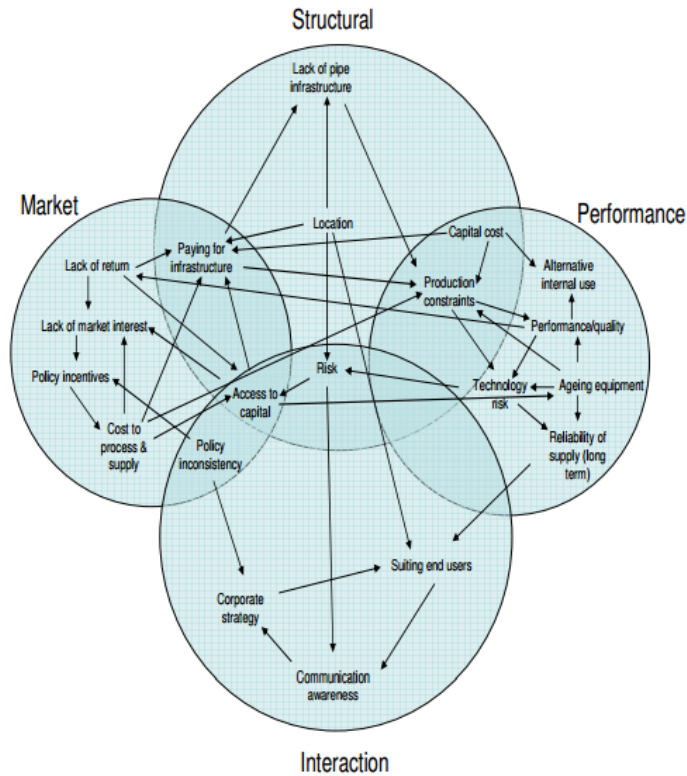 Structural
Lack of pipe
infrastructure
Market
Performance
Location
Capital cost
Paying for
infrastructure
Lack of return
Alternative
internal use
Production
constraints
Lack of market interest
Performance/quality
Policy incentives
Risk
Technology
risk
Ageing equipment
Access to
capital
Cost to
process &
supply
Policy
inconsistency
Reliability of
supply (long
term)
Suiting end users
Corporate
strategy
Communication
awareness
Interaction